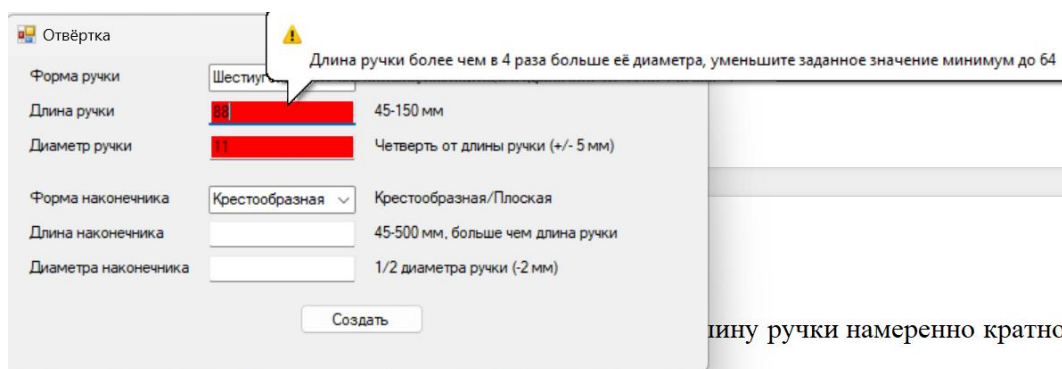 Отвёртка
Длина ручки более чем в 4 раза больше её диаметра, уменьшите заданное значение минимум до 64
Форма ручки
Длина ручки 88 45-150 мм
Диаметр ручки 11 Четверть от длины ручки (+/- 5 мм)
Форма наконечника Крестообразная Крестообразная/Плоская
Длина наконечника 45-500 мм, больше чем длина ручки
Диаметра наконечника 1/2 диаметра ручки (-2 мм)
Создать
ручки намеренно кратно